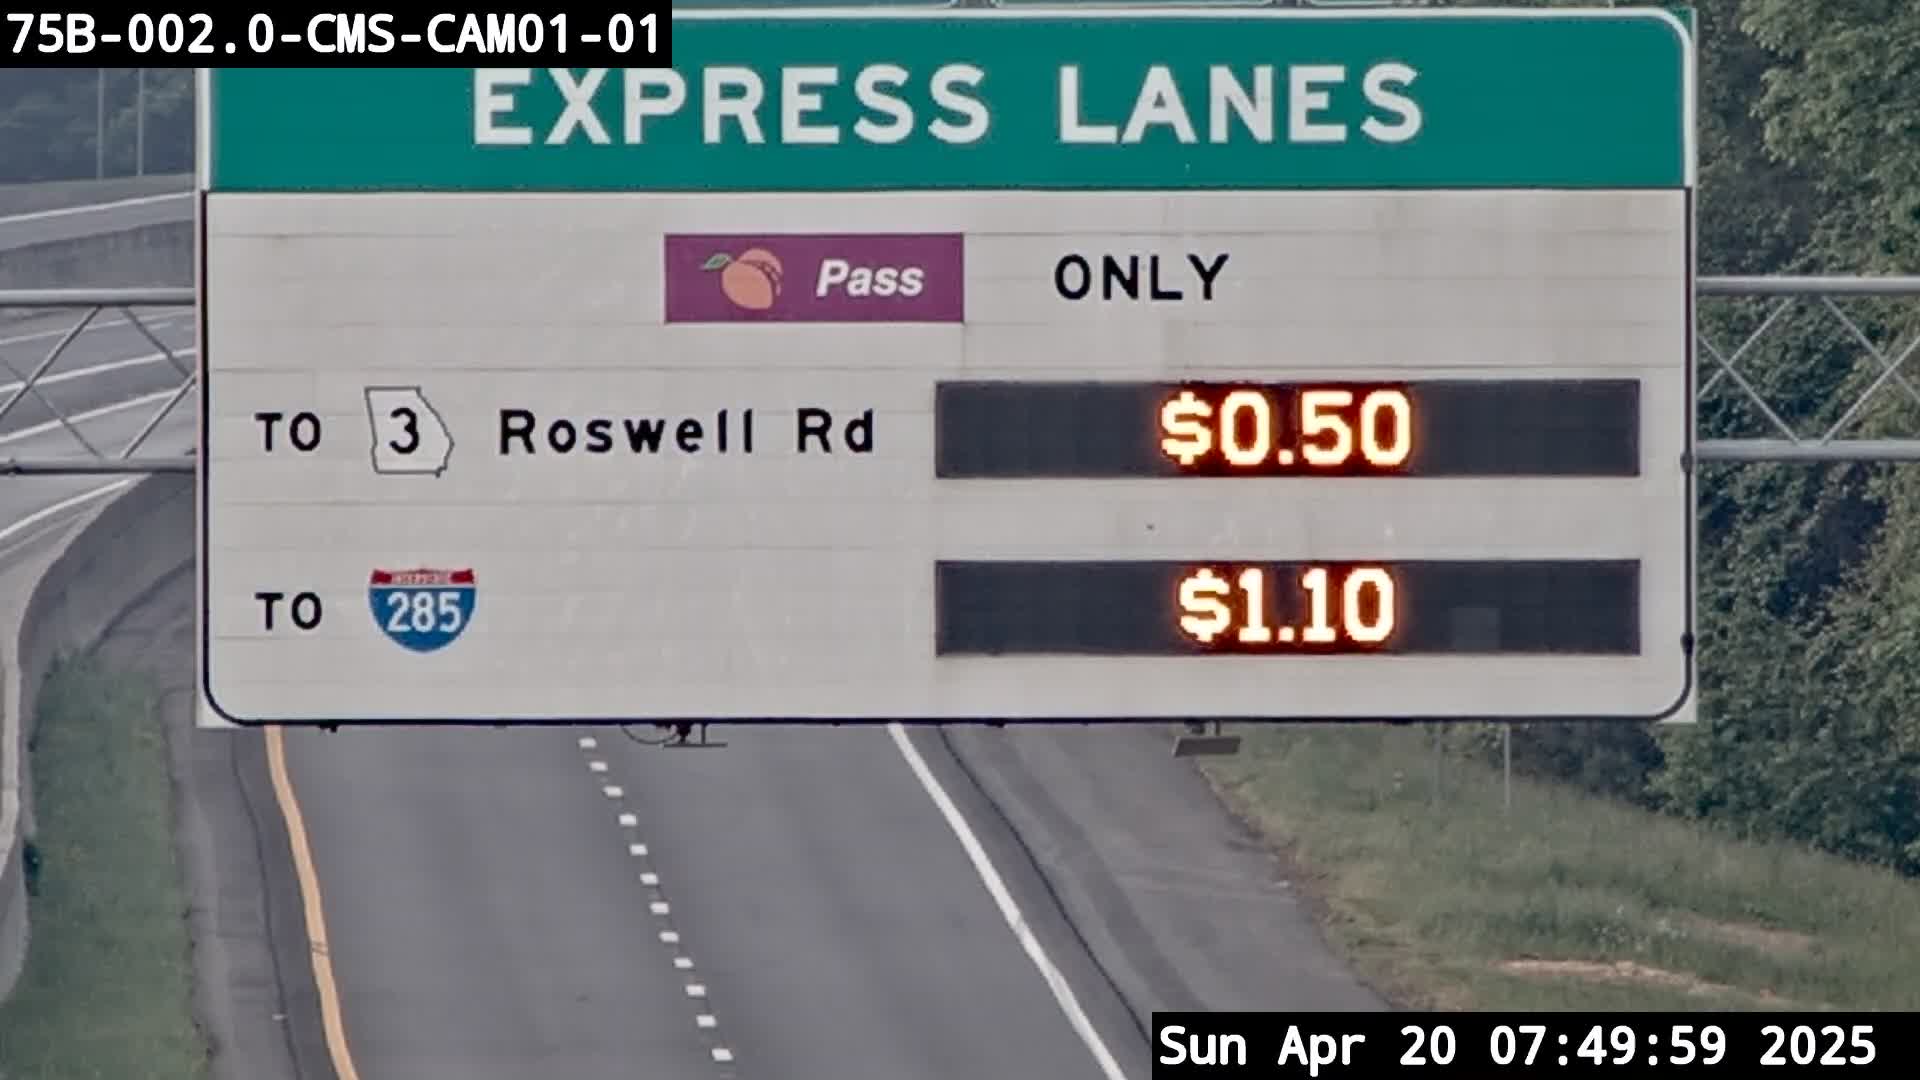 75B-002.0-CMS-CAM01-01
EXPRESS LANES
Pass ONLY
TO 3 Roswell Rd $0.50
TO 285 $1.10
Sun Apr 20 07:49:59 2025